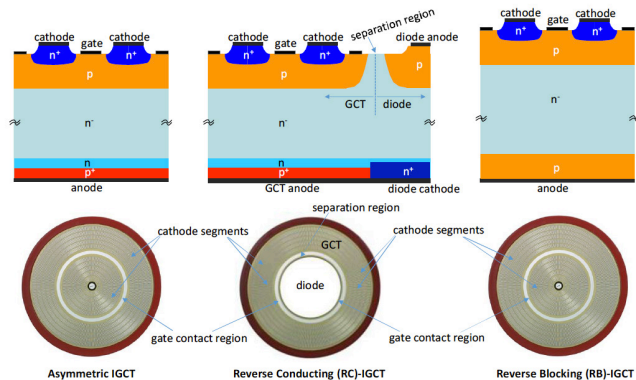 cathode gate cathode
n⁺ n⁺
p
n⁻
n
p⁺
anode
separation region
cathode gate cathode
diode anode
n⁺ n⁺
p
p
GCT diode
n⁻
n
p⁺
n⁺
GCT anode
diode cathode
cathode gate cathode
n⁺ n⁺
p
n⁻
p
anode
separation region
cathode segments
GCT
cathode segments
diode
gate contact region
gate contact region
Asymmetric IGCT
Reverse Conducting (RC)-IGCT
Reverse Blocking (RB)-IGCT